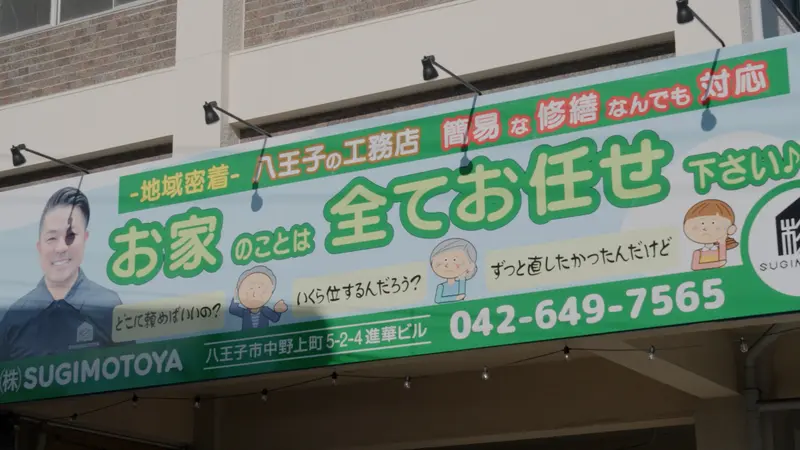 -地域密着- 八王子の工務店 簡易な修繕なんでも対応
お家のことは全てお任せ下さい♪
どこに頼めばいいの?
いくら位するんだろう?
ずっと直したかったんだけど
(株)SUGIMOTOYA
八王子市中野上町5-2-4進華ビル
042-649-7565